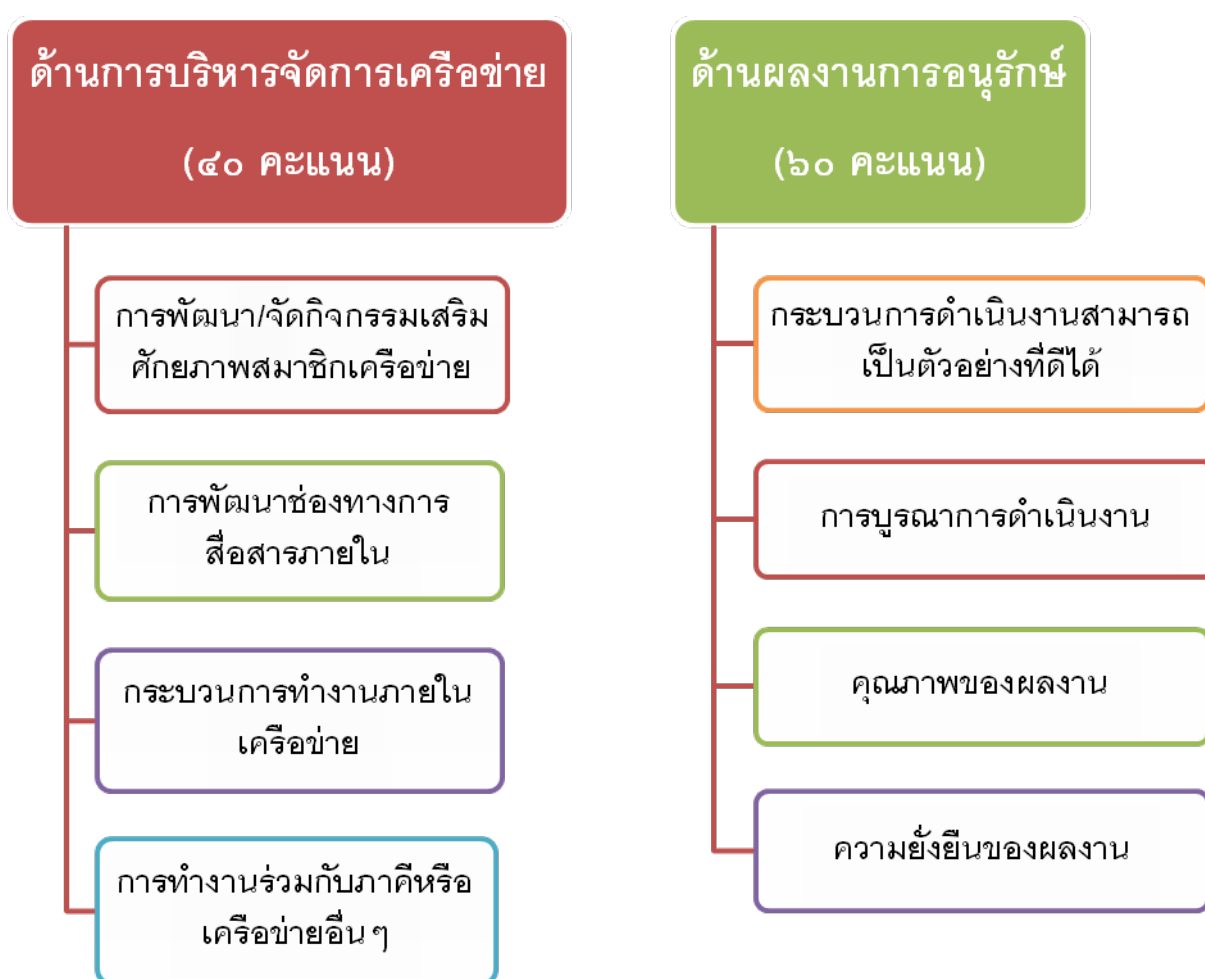 ด้านการบริหารจัดการเครือข่าย
(๔๐ คะแนน)
การพัฒนา/จัดกิจกรรมเสริม
ศักยภาพสมาชิกเครือข่าย
การพัฒนาช่องทางการ
สื่อสารภายใน
กระบวนการทำงานภายใน
เครือข่าย
การทำงานร่วมกับภาคีหรือ
เครือข่ายอื่นๆ
ด้านผลงานการอนุรักษ์
(๖๐ คะแนน)
กระบวนการดำเนินงานสามารถ
เป็นตัวอย่างที่ดีได้
การบูรณาการดำเนินงาน
คุณภาพของผลงาน
ความยั่งยืนของผลงาน